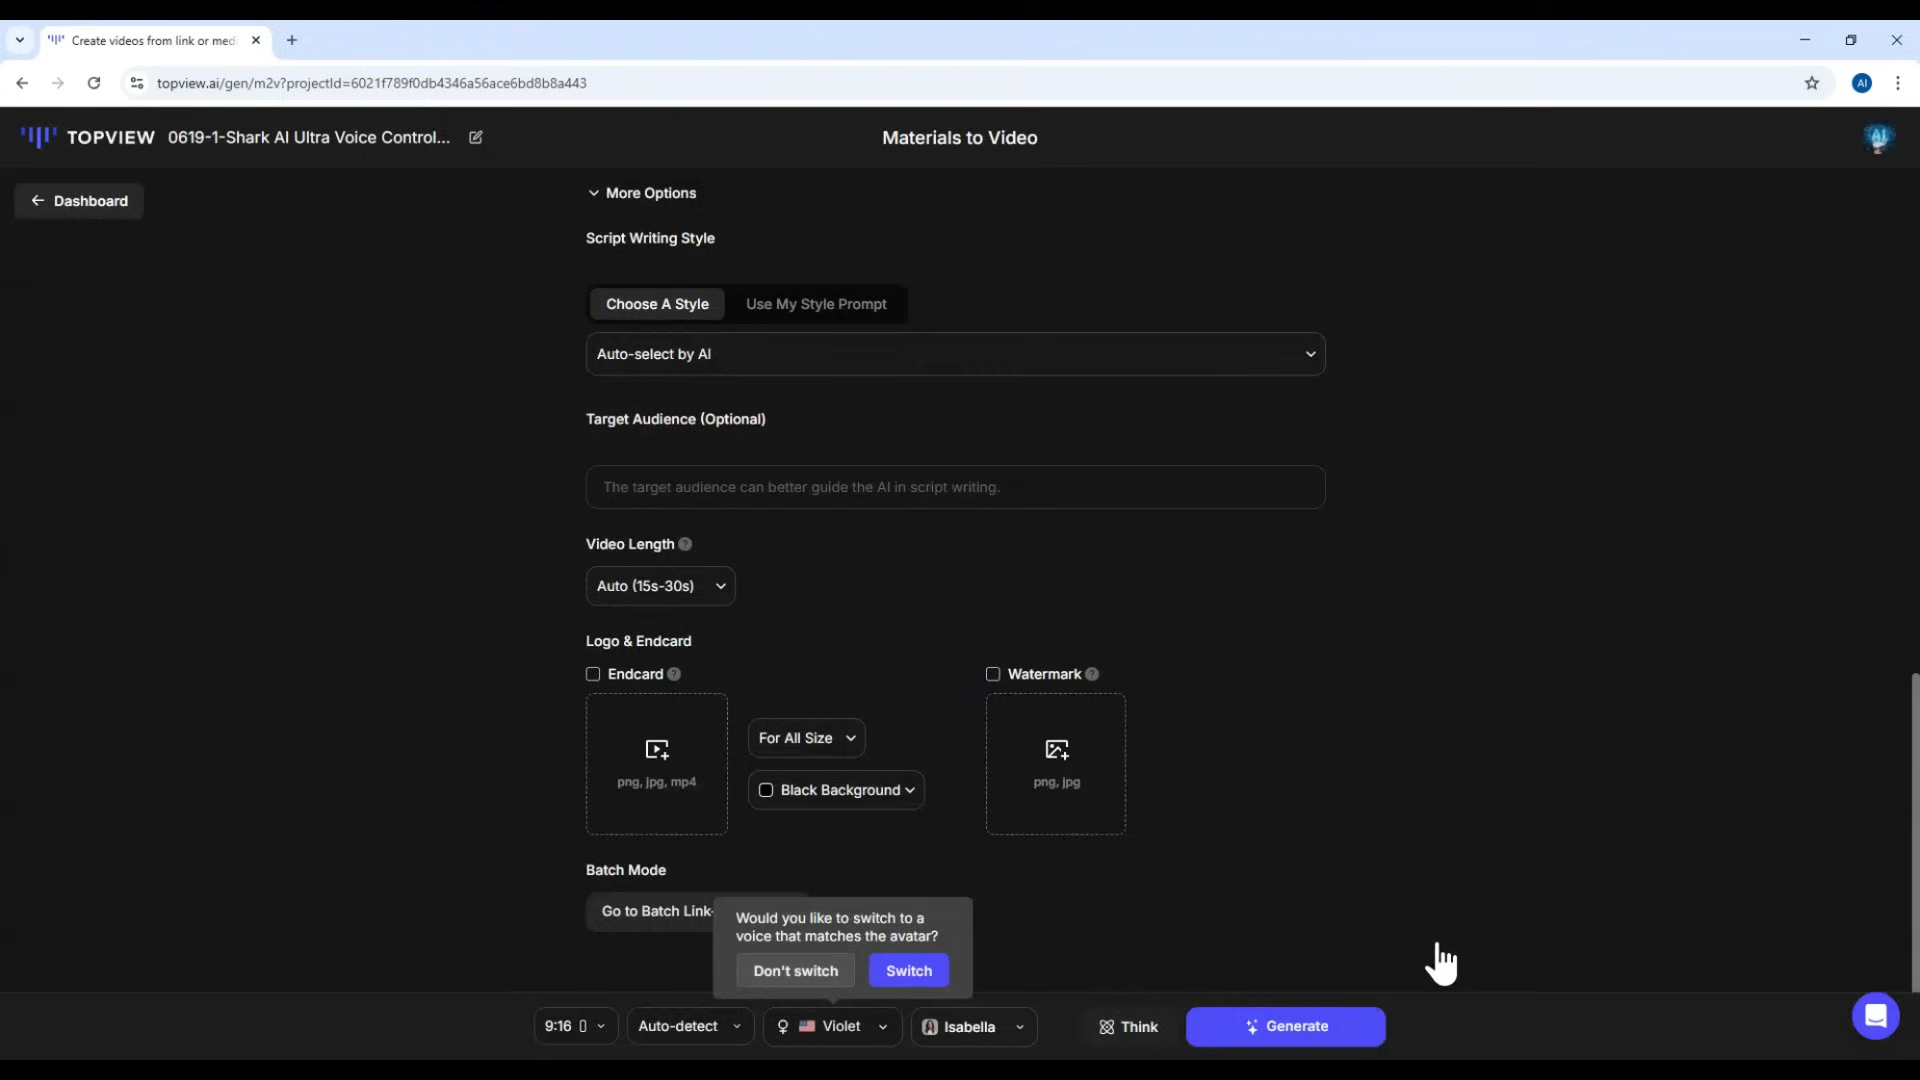 Create videos from link or med
topview.ai/gen/m2v?projectId=6021f789f0db4346a56ace6bd8b8a443
AI
TOPVIEW
0619-1-Shark AI Ultra Voice Control...
Materials to Video
AI
Dashboard
More Options
Script Writing Style
Choose A Style
Use My Style Prompt
Auto-select by AI
Target Audience (Optional)
The target audience can better guide the AI in script writing.
Video Length ?
Auto (15s-30s)
Logo & Endcard
Endcard ?
Watermark ?
png, jpg, mp4
For All Size
Black Background
png, jpg
Batch Mode
Go to Batch Link-
Would you like to switch to a
voice that matches the avatar?
Don't switch
Switch
9:16
Auto-detect
Violet
Isabella
Think
Generate